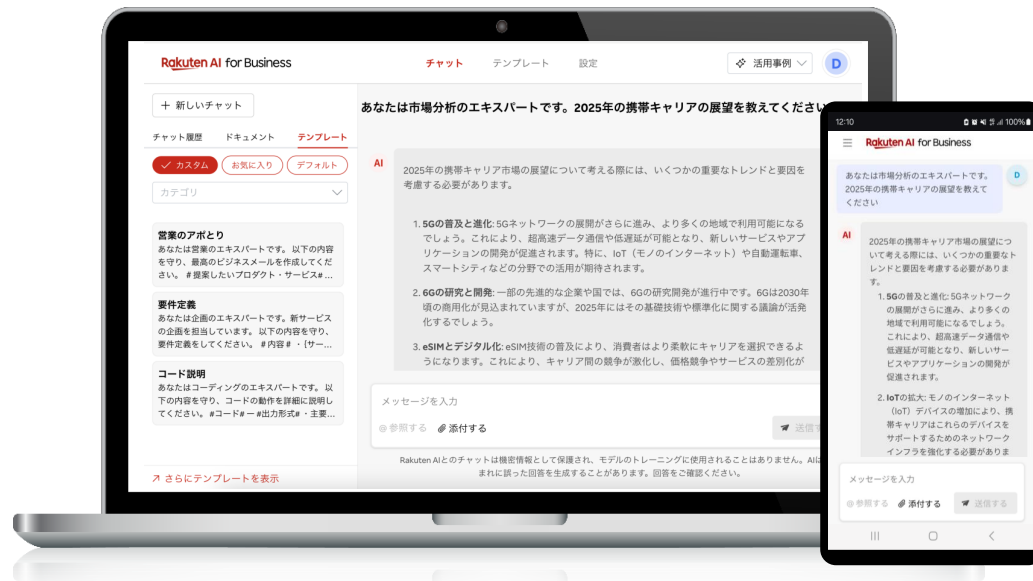 Rakuten AI for Business
チャット
テンプレート
設定
活用事例
D
+ 新しいチャット
チャット履歴
ドキュメント
テンプレート
カスタム
お気に入り
デフォルト
カテゴリ
営業のアポとり
あなたは営業のエキスパートです。 以下の内容
を守り、最高のビジネスメールを作成してくだ
さい。 #提案したいプロダクト・サービス# ...
要件定義
あなたは企画のエキスパートです。新サービス
の企画を担当しています。 以下の内容を守り、
要件定義をしてください。 #内容# ・{サー...
コード説明
あなたはコーディングのエキスパートです。 以
下の内容を守り、コードの動作を詳細に説明し
てください。 #コード# ー #出力形式# ・主要...
さらにテンプレートを表示
あなたは市場分析のエキスパートです。2025年の携帯キャリアの展望を教えてください
AI
2025年の携帯キャリア市場の展望について考える際には、いくつかの重要なトレンドと要因を
考慮する必要があります。
1. 5Gの普及と進化: 5Gネットワークの展開がさらに進み、より多くの地域で利用可能になる
でしょう。これにより、超高速データ通信や低遅延が可能となり、新しいサービスやアプ
リケーションの開発が促進されます。特に、IoT（モノのインターネット）や自動運転車、
スマートシティなどの分野での活用が期待されます。
2. 6Gの研究と開発: 一部の先進的な企業や国では、6Gの研究開発が進行中です。6Gは2030年
頃の商用化が見込まれていますが、2025年にはその基礎技術や標準化に関する議論が活発
化するでしょう。
3. eSIMとデジタル化: eSIM技術の普及により、消費者はより柔軟にキャリアを選択できるよ
うになります。これにより、キャリア間の競争が激化し、価格競争やサービスの差別化が
メッセージを入力
@ 参照する
添付する
送信す
Rakuten AIとのチャットは機密情報として保護され、モデルのトレーニングに使用されることはありません。AIは
まれに誤った回答を生成することがあります。回答をご確認ください。
12:10
100%
Rakuten AI for Business
あなたは市場分析のエキスパートです。
2025年の携帯キャリアの展望を教えて
ください
D
AI
2025年の携帯キャリア市場の展望につ
いて考える際には、いくつかの重要なト
レンドと要因を考慮する必要がありま
す。
1. 5Gの普及と進化: 5Gネットワーク
の展開がさらに進み、より多くの
地域で利用可能になるでしょう。
これにより、超高速データ通信や
低遅延が可能となり、新しいサー
ビスやアプリケーションの開発が
促進されます。
2. IoTの拡大: モノのインターネット
（IoT）デバイスの増加により、携
帯キャリアはこれらのデバイスを
サポートするためのネットワーク
インフラを強化する必要がありま
メッセージを入力
@ 参照する
添付する
送信する